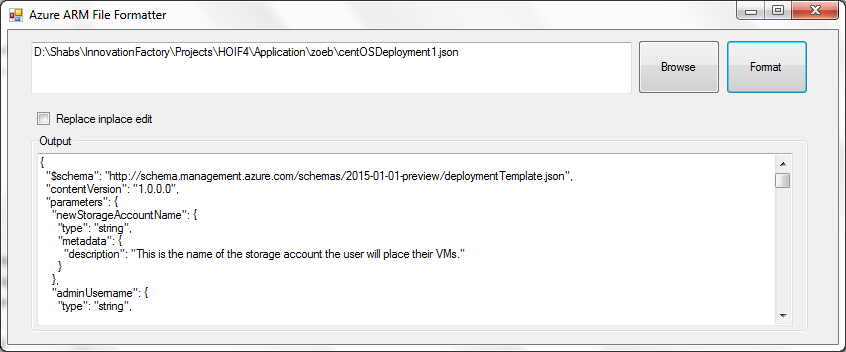 Azure ARM File Formatter
D:\Shabs\InnovationFactory\Projects\HOIF4\Application\zoeb\centOSDeployment1.json
Browse
Format
Replace inplace edit
Output
{
"$schema": "http://schema.management.azure.com/schemas/2015-01-01-preview/deploymentTemplate.json",
"contentVersion": "1.0.0.0",
"parameters": {
"newStorageAccountName": {
"type": "string",
"metadata": {
"description": "This is the name of the storage account the user will place their VMs."
}
},
"adminUsername": {
"type": "string",